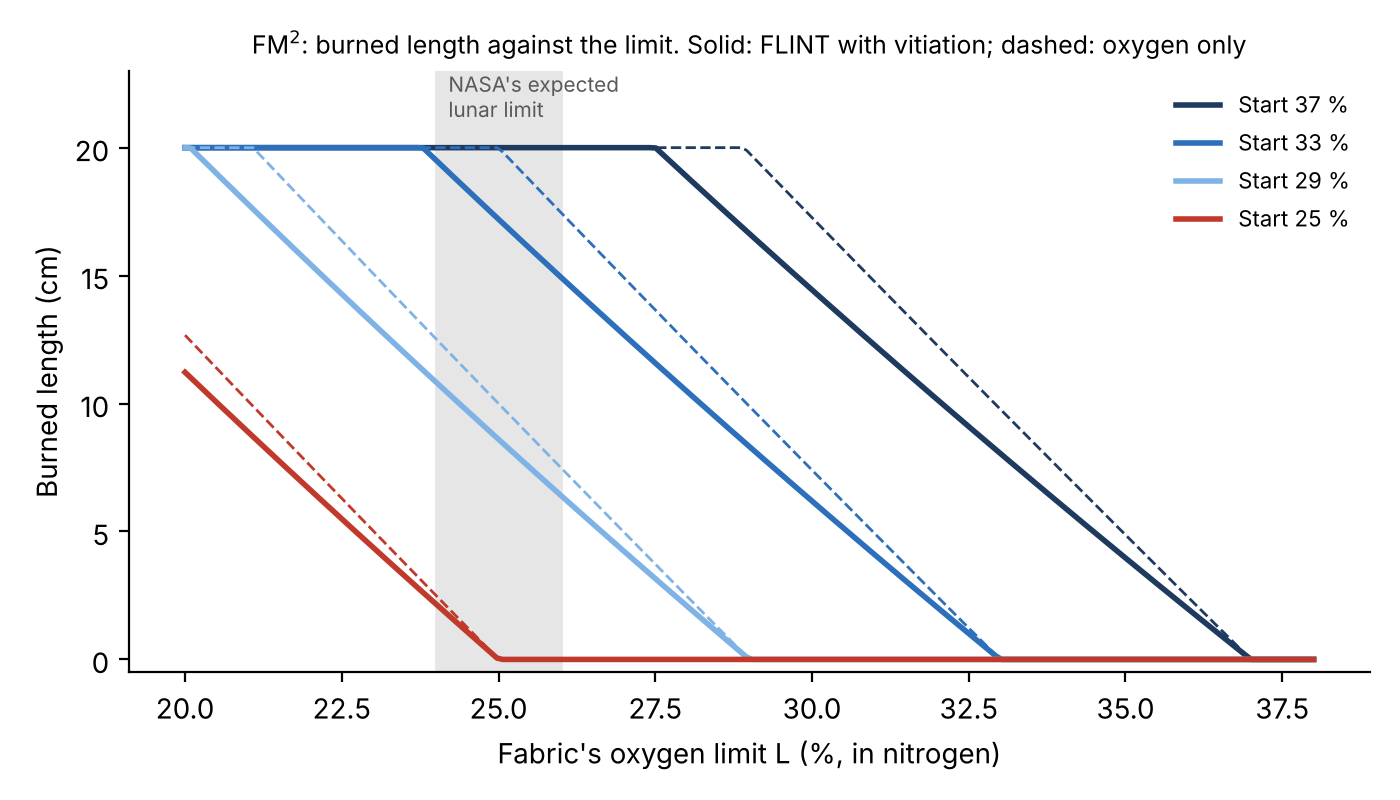 FM²: burned length against the limit. Solid: FLINT with vitiation; dashed: oxygen only
NASA's expected
lunar limit
Start 37 %
Start 33 %
Start 29 %
Start 25 %
Burned length (cm)
20
15
10
5
0
20.0 22.5 25.0 27.5 30.0 32.5 35.0 37.5
Fabric's oxygen limit L (%, in nitrogen)